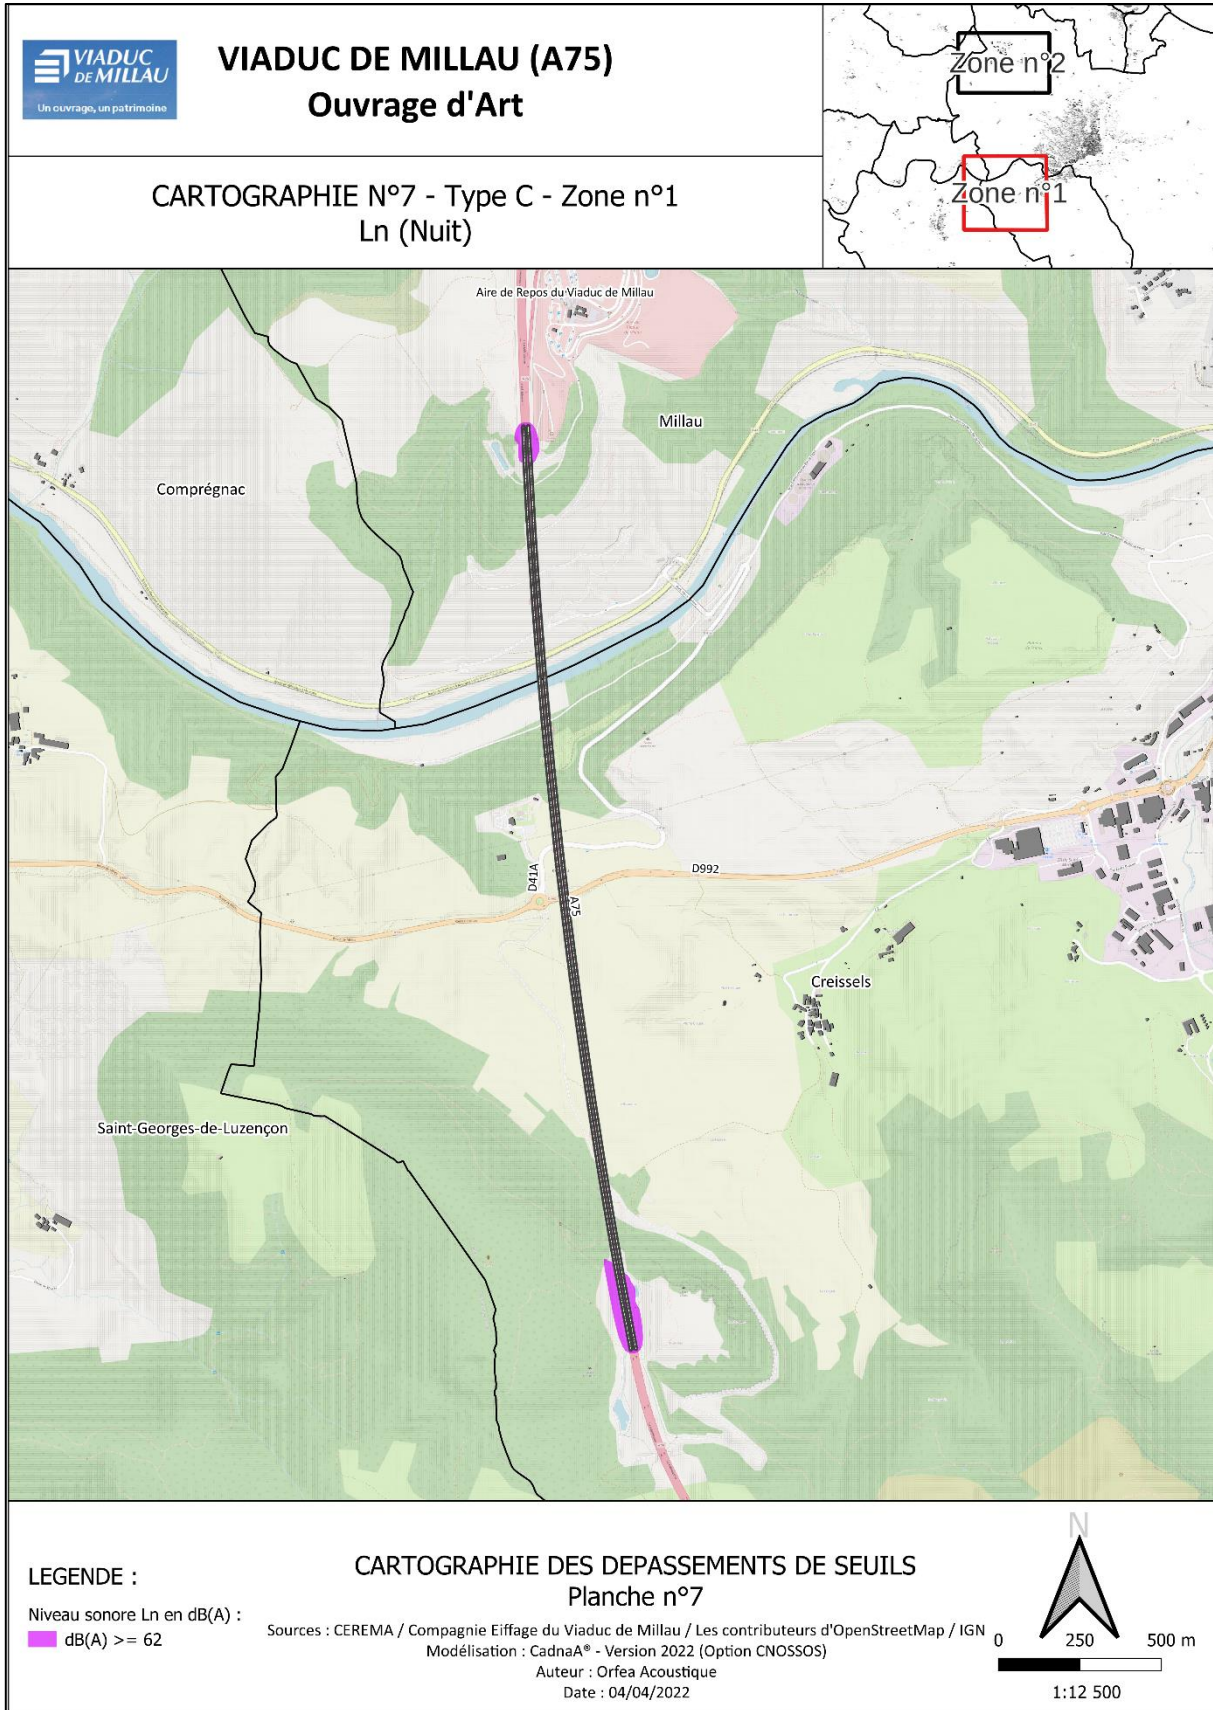 VIADUC
DE MILLAU
Un ouvrage, un patrimoine
VIADUC DE MILLAU (A75)
Ouvrage d'Art
CARTOGRAPHIE N°7 - Type C - Zone n°1
Ln (Nuit)
Zone n°2
Zone n°1
Aire de Repos du Viaduc de Millau
Millau
Comprégnac
D992
D41A
A75
Creissels
Saint-Georges-de-Luzençon
LEGENDE :
Niveau sonore Ln en dB(A) :
dB(A) >= 62
CARTOGRAPHIE DES DEPASSEMENTS DE SEUILS
Planche n°7
Sources : CEREMA / Compagnie Eiffage du Viaduc de Millau / Les contributeurs d'OpenStreetMap / IGN
Modélisation : CadnaA® - Version 2022 (Option CNOSSOS)
Auteur : Orfea Acoustique
Date : 04/04/2022
N
0 250 500 m
1:12 500